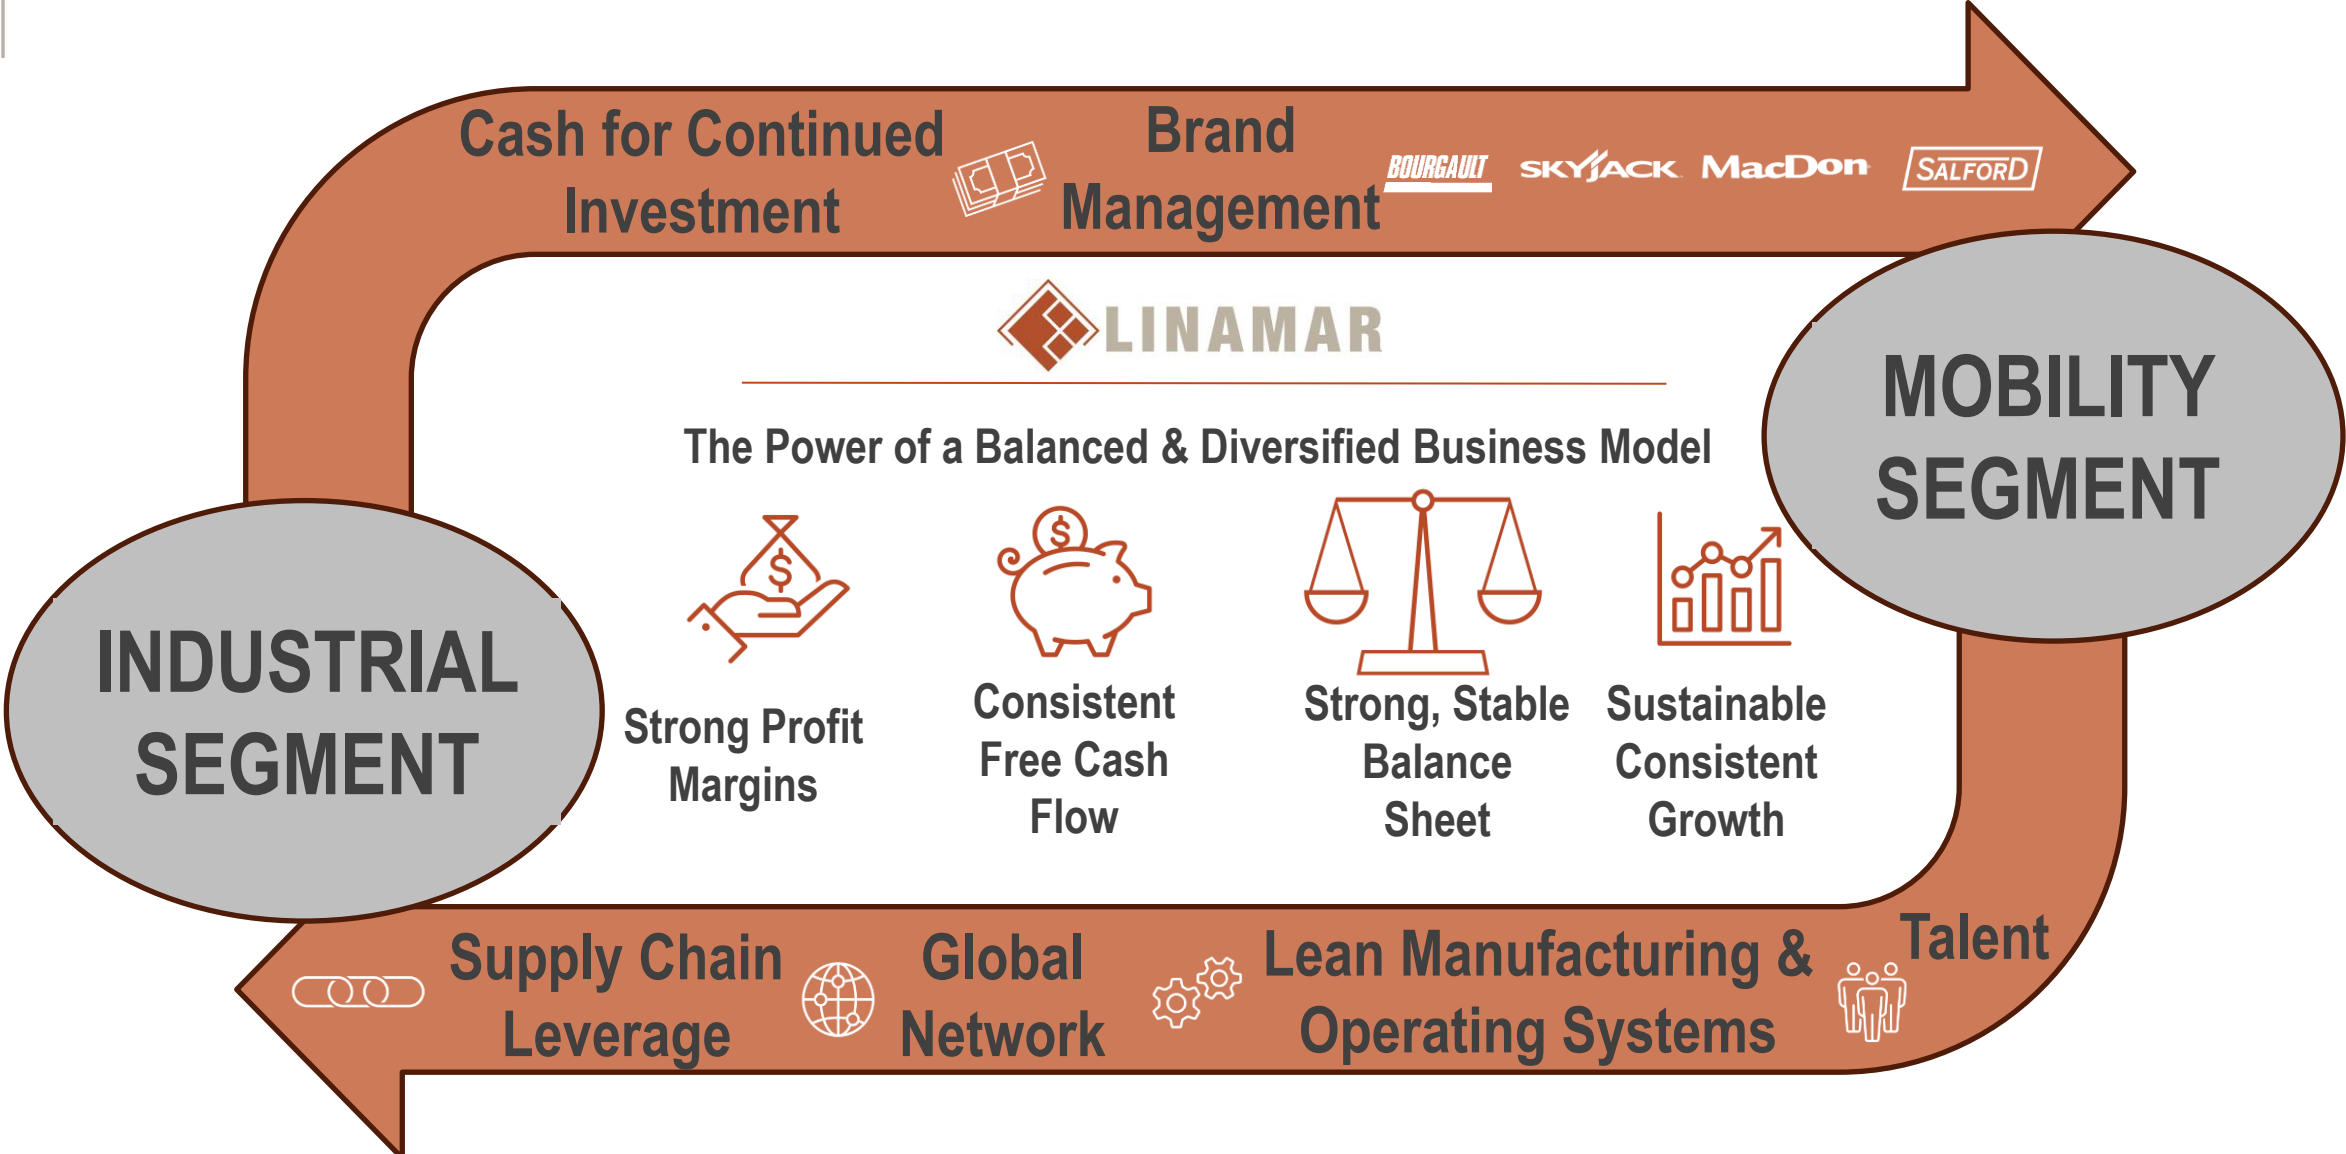 Cash for Continued
Investment
Brand
Management
BOURGAULT
SKYJACK
MacDon
SALFORD
LINAMAR
The Power of a Balanced & Diversified Business Model
MOBILITY
SEGMENT
INDUSTRIAL
SEGMENT
$
Strong Profit
Margins
$
Consistent
Free Cash
Flow
Strong, Stable
Balance
Sheet
Sustainable
Consistent
Growth
Supply Chain
Leverage
Global
Network
Lean Manufacturing &
Operating Systems
Talent